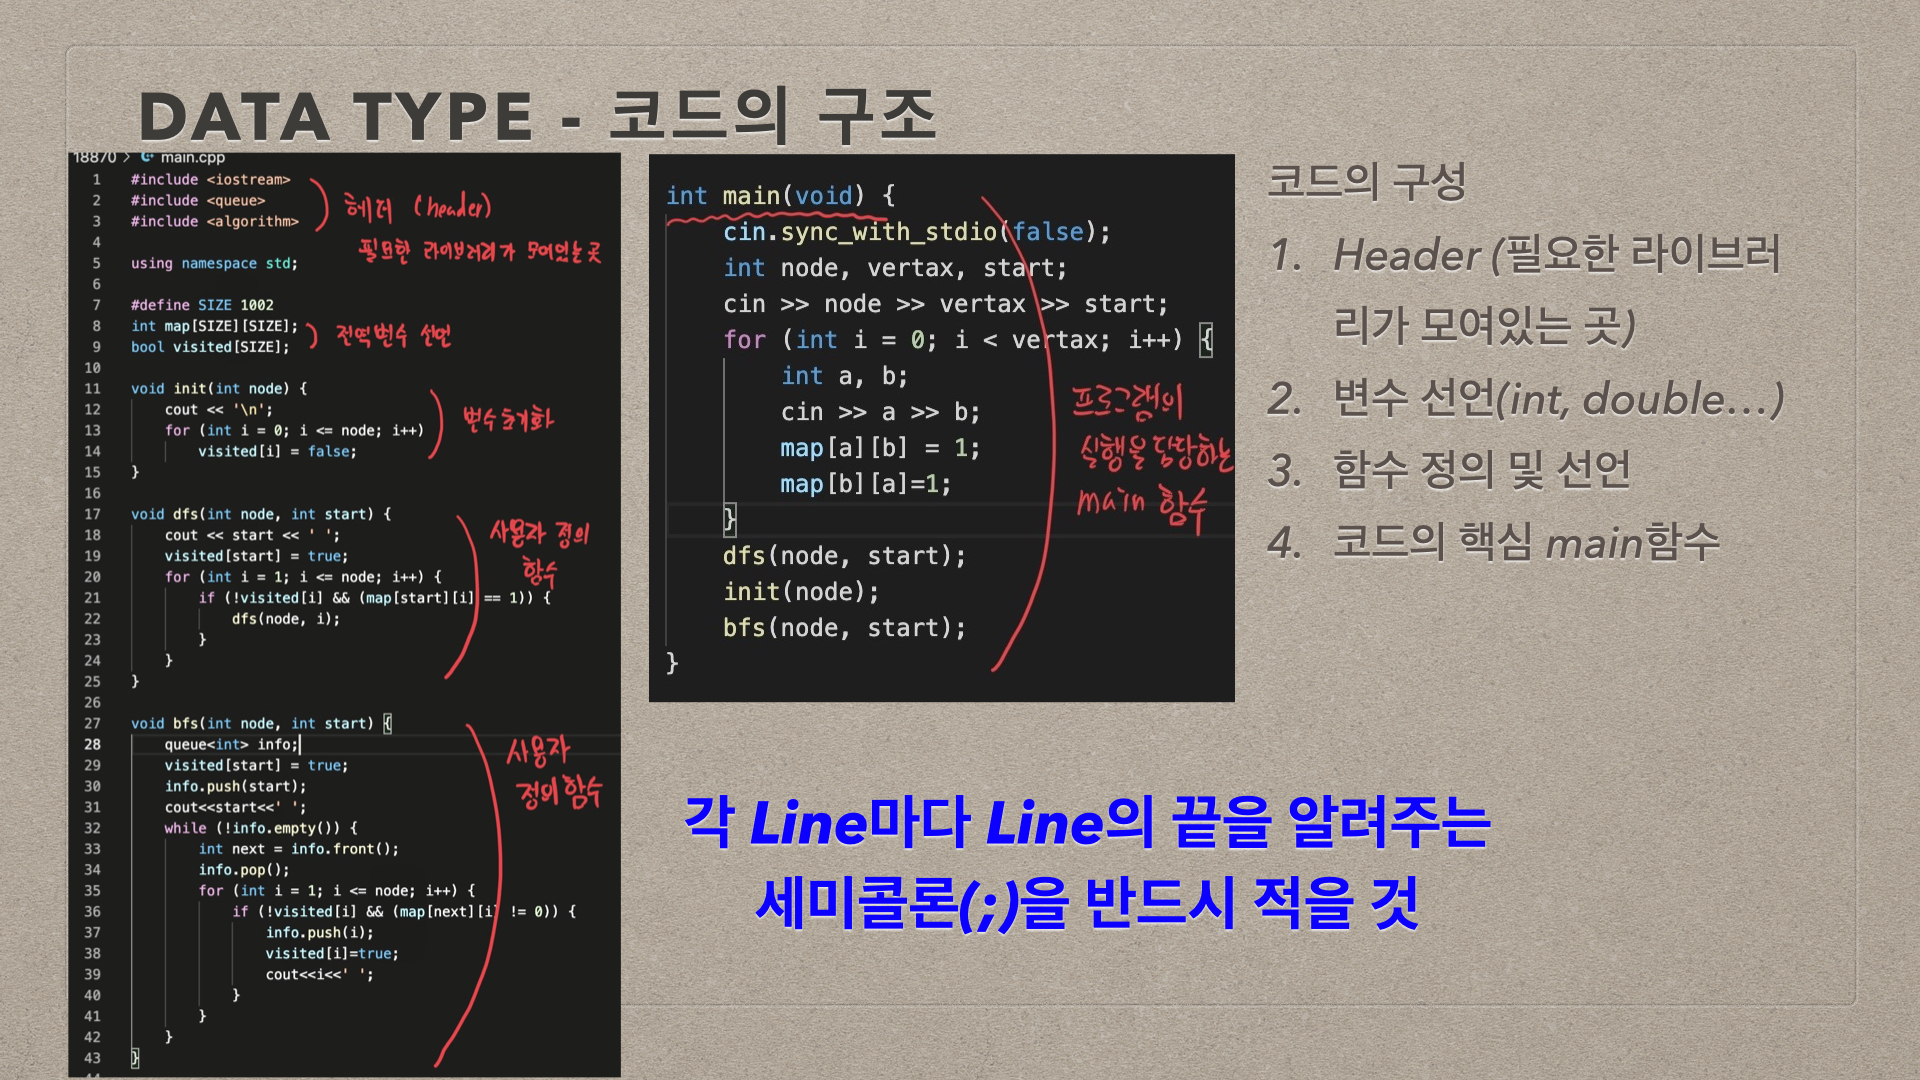 DATA TYPE - 코드의 구조
18870 > main.cpp
1 #include <iostream>
2 #include <queue>
3 #include <algorithm>
4
5 using namespace std;
6
7 #define SIZE 1002
8 int map[SIZE][SIZE];
9 bool visited[SIZE];
10
11 void init(int node) {
12 cout << '\n';
13 for (int i = 0; i <= node; i++)
14 visited[i] = false;
15 }
16
17 void dfs(int node, int start) {
18 cout << start << ' ';
19 visited[start] = true;
20 for (int i = 1; i <= node; i++) {
21 if (!visited[i] && (map[start][i] == 1)) {
22 dfs(node, i);
23 }
24 }
25 }
26
27 void bfs(int node, int start) {
28 queue<int> info;
29 visited[start] = true;
30 info.push(start);
31 cout<<start<<' ';
32 while (!info.empty()) {
33 int next = info.front();
34 info.pop();
35 for (int i = 1; i <= node; i++) {
36 if (!visited[i] && (map[next][i] != 0)) {
37 info.push(i);
38 visited[i]=true;
39 cout<<i<<' ';
40 }
41 }
42 }
43 }
44
헤더 (header)
필요한 라이브러리가 모여있는 곳
전역변수 선언
변수초기화
사용자 정의
함수
사용자
정의함수
int main(void) {
cin.sync_with_stdio(false);
int node, vertax, start;
cin >> node >> vertax >> start;
for (int i = 0; i < vertax; i++) {
int a, b;
cin >> a >> b;
map[a][b] = 1;
map[b][a]=1;
}
dfs(node, start);
init(node);
bfs(node, start);
}
프로그램의
실행을 담당하는
main 함수
코드의 구성
1. Header (필요한 라이브러
리가 모여있는 곳)
2. 변수 선언(int, double...)
3. 함수 정의 및 선언
4. 코드의 핵심 main함수
각 Line마다 Line의 끝을 알려주는
세미콜론(;)을 반드시 적을 것